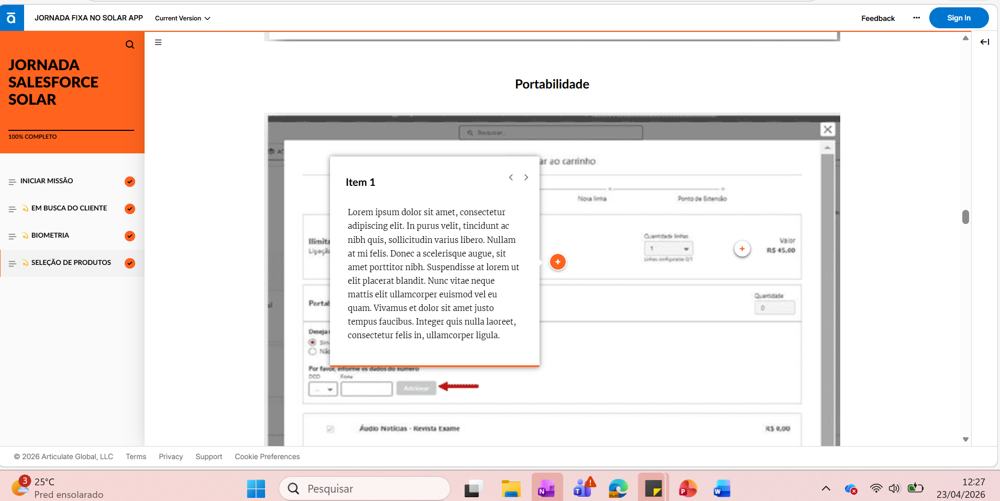 JORNADA FIXA NO SOLAR APP
Current Version
Feedback
Sign In
JORNADA
SALESFORCE
SOLAR
100% COMPLETO
INICIAR MISSÃO
EM BUSCA DO CLIENTE
BIOMETRIA
SELEÇÃO DE PRODUTOS
Portabilidade
Pesquisar...
ar ao carrinho
Nova linha
Ponto de Extensão
Item 1
Lorem ipsum dolor sit amet, consectetur
adipiscing elit. In purus velit, tincidunt ac
nibh quis, sollicitudin varius libero. Nullam
at mi felis. Donec a scelerisque augue, sit
amet porttitor nibh. Suspendisse at lorem ut
elit placerat blandit. Nunc vitae neque
mattis elit ullamcorper euismod vel eu
quam. Vivamus et dolor sit amet justo
tempus faucibus. Integer quis nulla laoreet,
consectetur felis in, ullamcorper ligula.
Ilimita
Ligação
Quantidade linhas
1
Linhas configuradas 0/1
Valor
R$ 45,00
Portab
Quantidade
0
Deseja
Sim
Não
Por favor, informe os dados do número
DDD
Fone
Adicionar
Áudio Notícias - Revista Exame
R$ 0,00
© 2026 Articulate Global, LLC
Terms
Privacy
Support
Cookie Preferences
3
25°C
Pred ensolarado
Pesquisar
12:27
23/04/2026